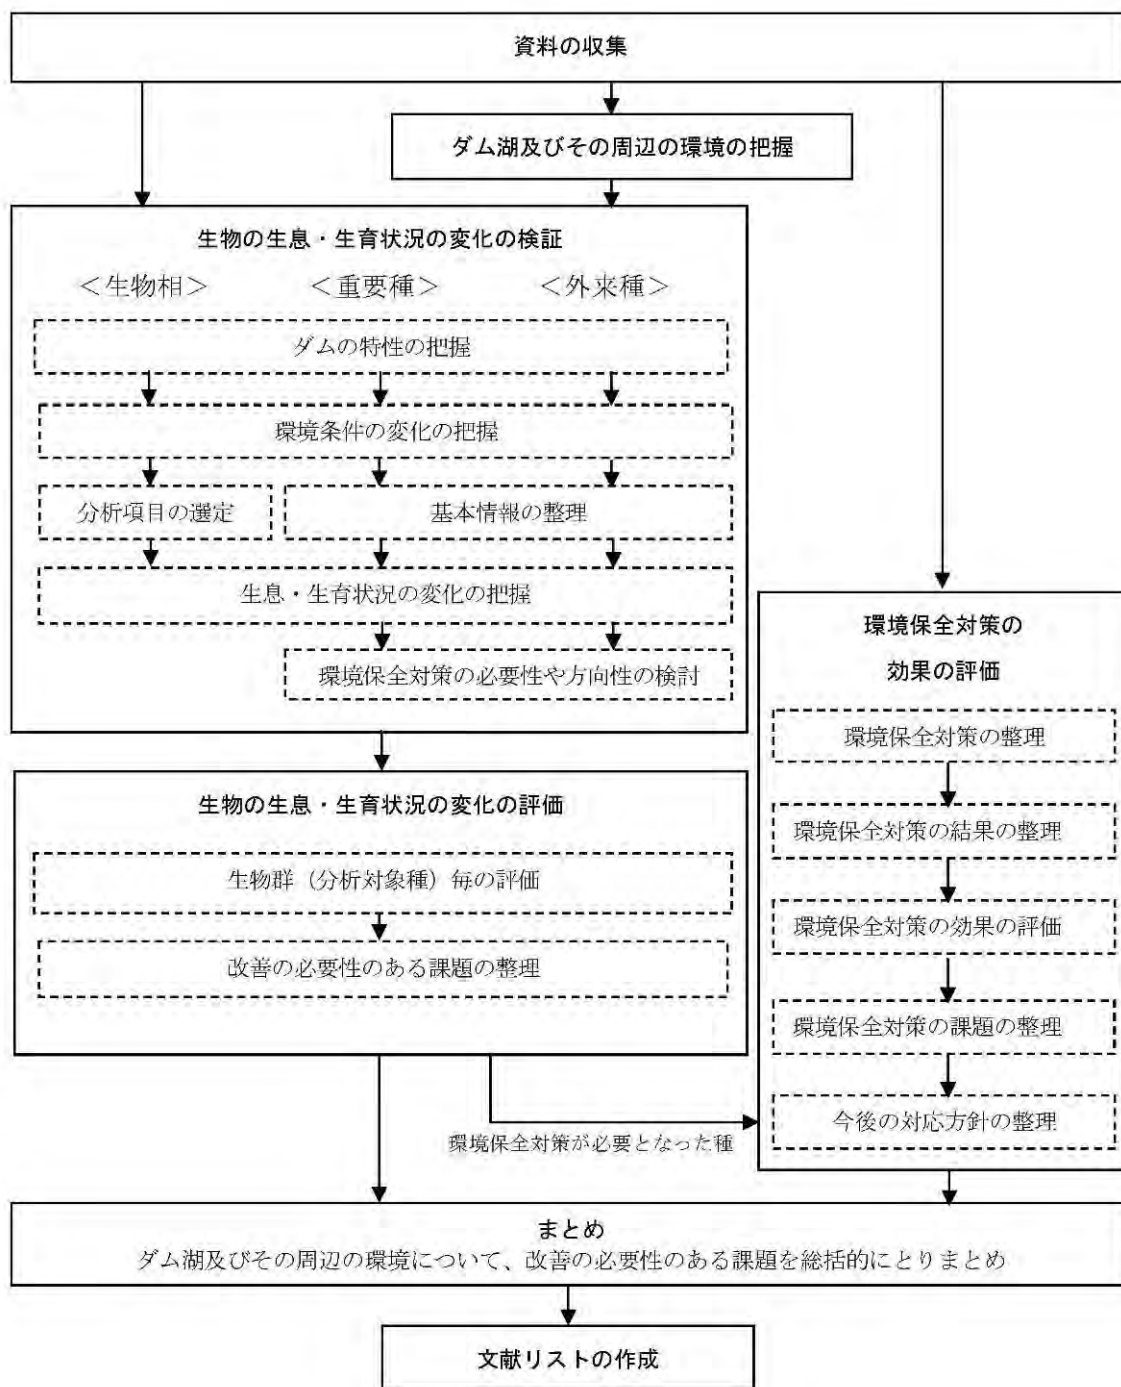 資料の収集
ダム湖及びその周辺の環境の把握
生物の生息・生育状況の変化の検証
＜生物相＞ ＜重要種＞ ＜外来種＞
ダムの特性の把握
環境条件の変化の把握
分析項目の選定 基本情報の整理
生息・生育状況の変化の把握
環境保全対策の必要性や方向性の検討
生物の生息・生育状況の変化の評価
生物群（分析対象種）毎の評価
改善の必要性のある課題の整理
環境保全対策の
効果の評価
環境保全対策の整理
環境保全対策の結果の整理
環境保全対策の効果の評価
環境保全対策の課題の整理
今後の対応方針の整理
環境保全対策が必要となった種
まとめ
ダム湖及びその周辺の環境について、改善の必要性のある課題を総括的にとりまとめ
文献リストの作成